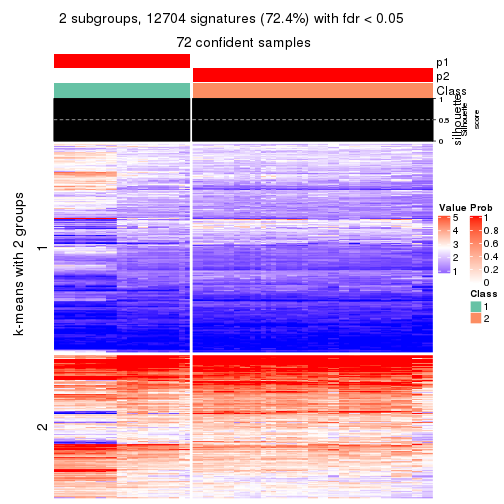 2 subgroups, 12704 signatures (72.4%) with fdr < 0.05
72 confident samples
p1
p2
Class
silhouette
Silhouette
score
1
0.5
0
k-means with 2 groups
1
2
Value
5
4
3
2
1
Prob
1
0.8
0.6
0.4
0.2
0
Class
1
2